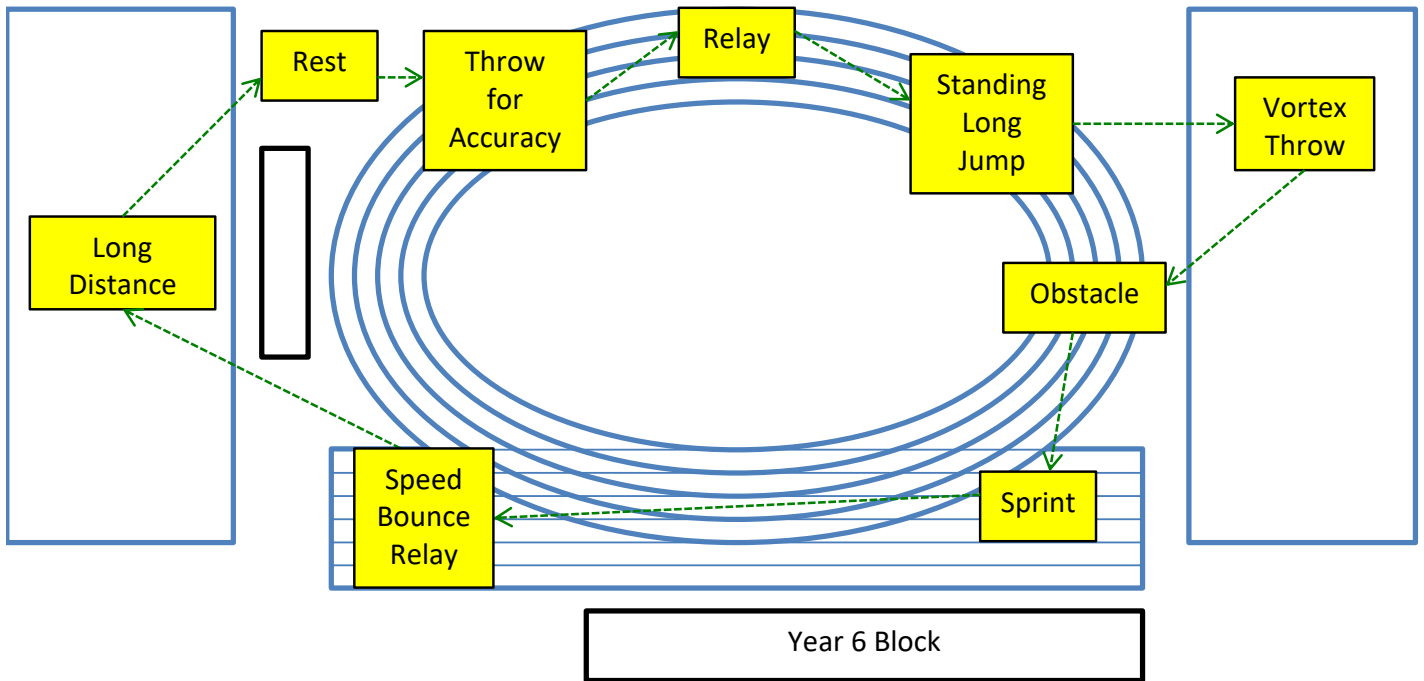 Rest
Throw
for
Accuracy
Relay
Standing
Long
Jump
Vortex
Throw
Long
Distance
Obstacle
Speed
Bounce
Relay
Sprint
Year 6 Block